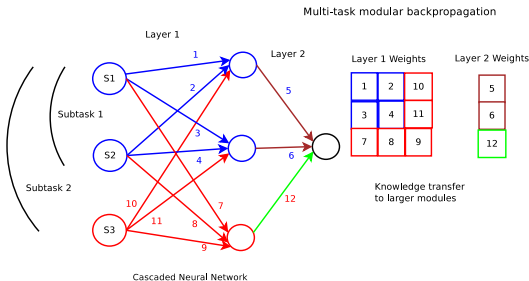 Multi-task modular backpropagation
Layer 1
Layer 2
Layer 1 Weights
Layer 2 Weights
S1
S2
S3
Subtask 1
Subtask 2
1
2
3
4
5
6
7
8
9
10
11
12
1 2 10
3 4 11
7 8 9
5
6
12
Knowledge transfer
to larger modules
Cascaded Neural Network